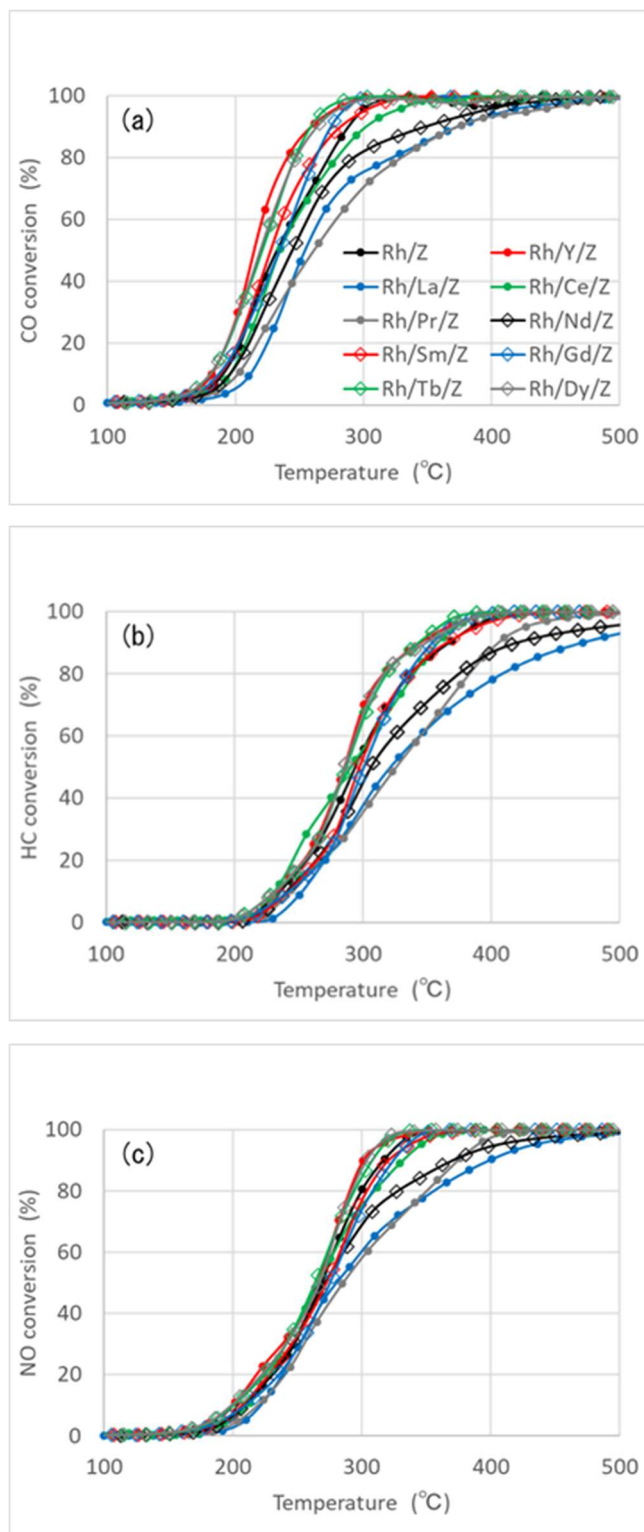 (a)
CO conversion (%)
100
80
60
40
20
0
Rh/Z Rh/Y/Z
Rh/La/Z Rh/Ce/Z
Rh/Pr/Z Rh/Nd/Z
Rh/Sm/Z Rh/Gd/Z
Rh/Tb/Z Rh/Dy/Z
100 200 300 400 500
Temperature (℃)
(b)
HC conversion (%)
100
80
60
40
20
0
100 200 300 400 500
Temperature (℃)
(c)
NO conversion (%)
100
80
60
40
20
0
100 200 300 400 500
Temperature (℃)